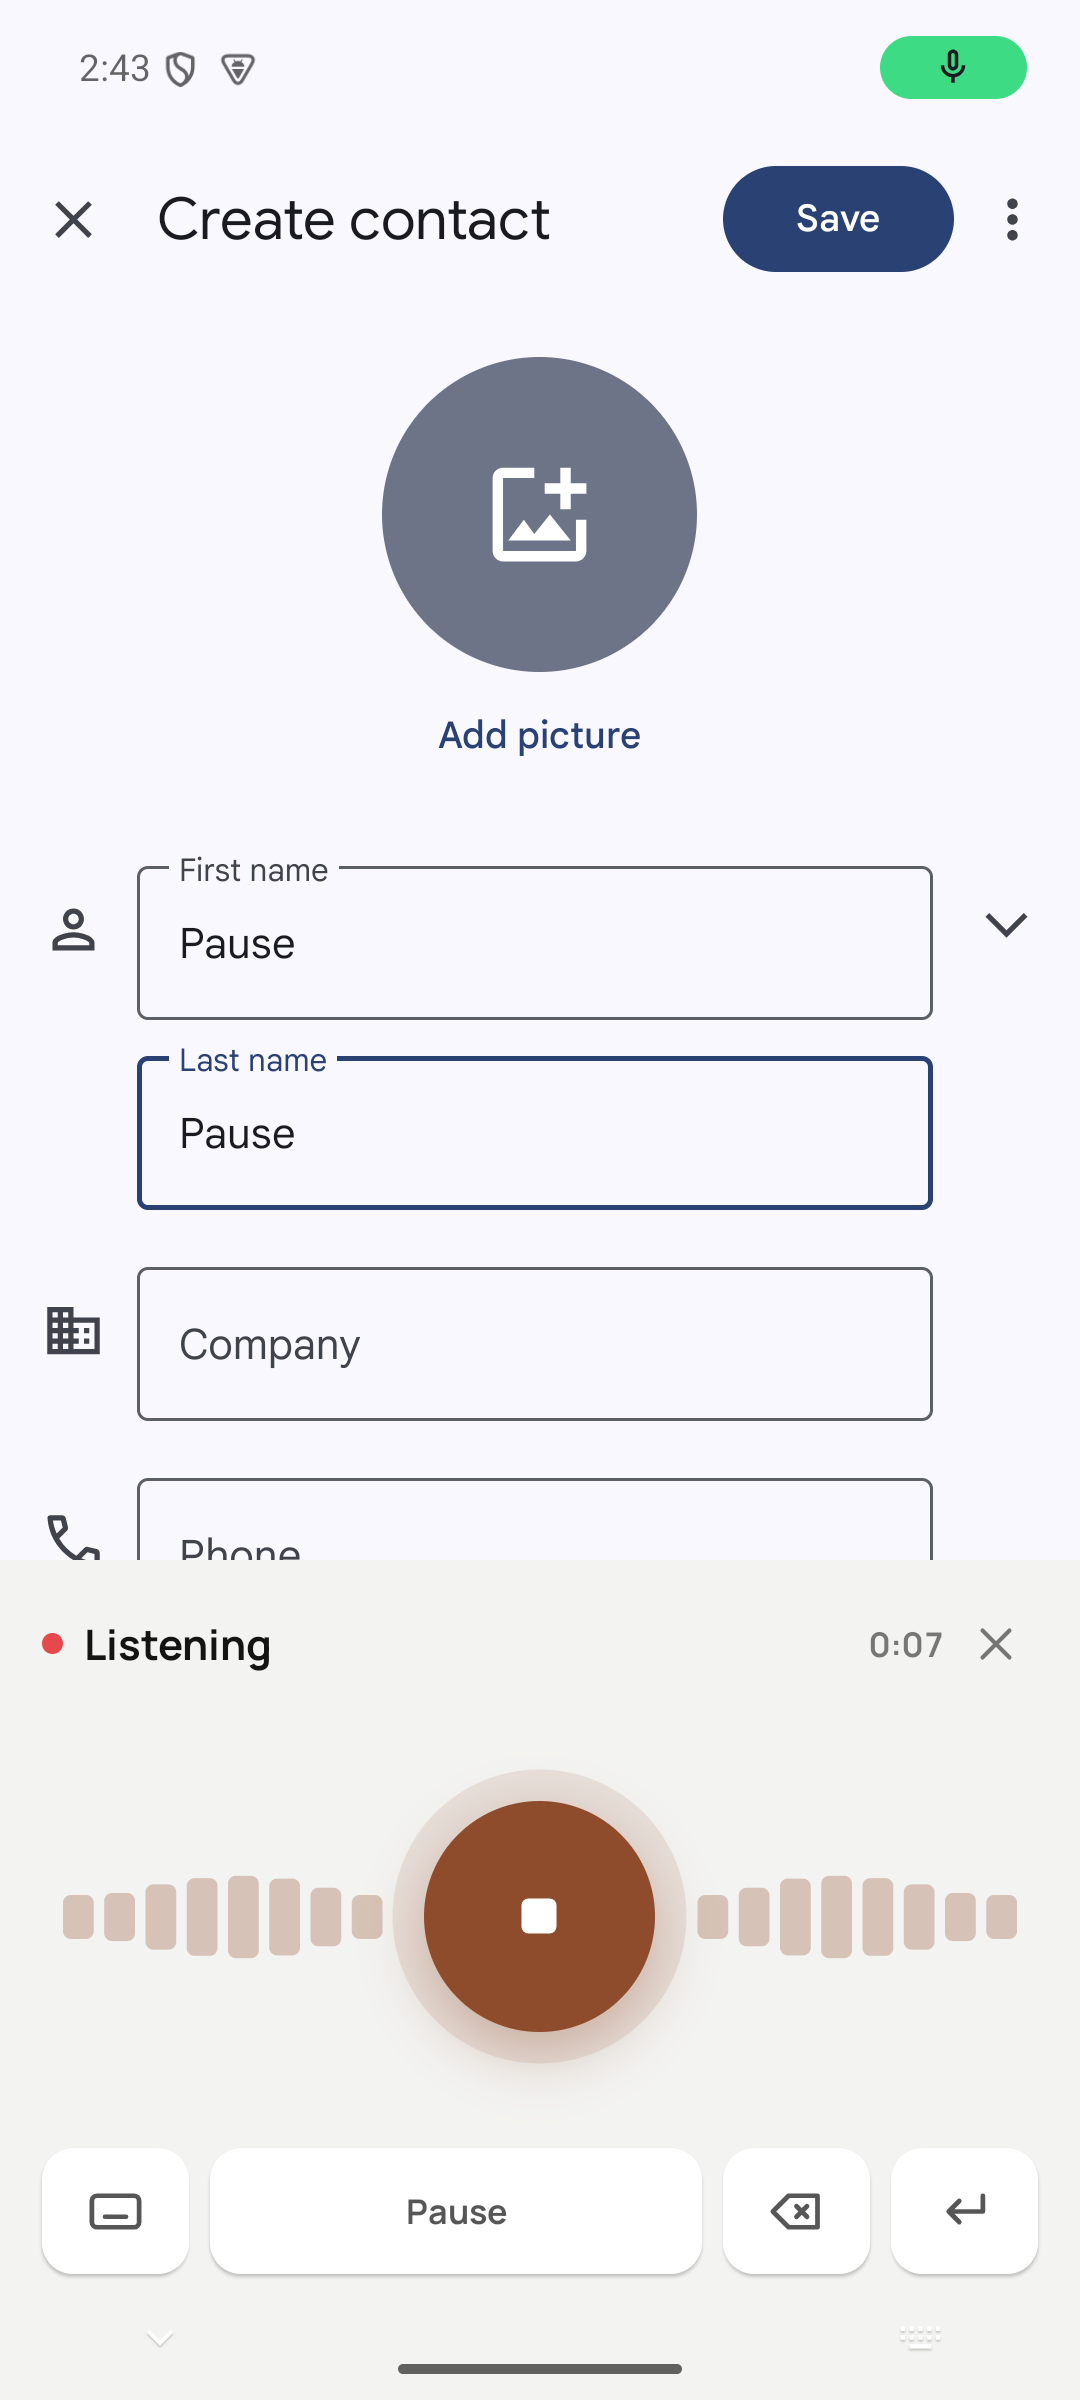 2:43
Create contact
Save
Add picture
First name
Pause
Last name
Pause
Company
Phone
Listening
0:07
Pause